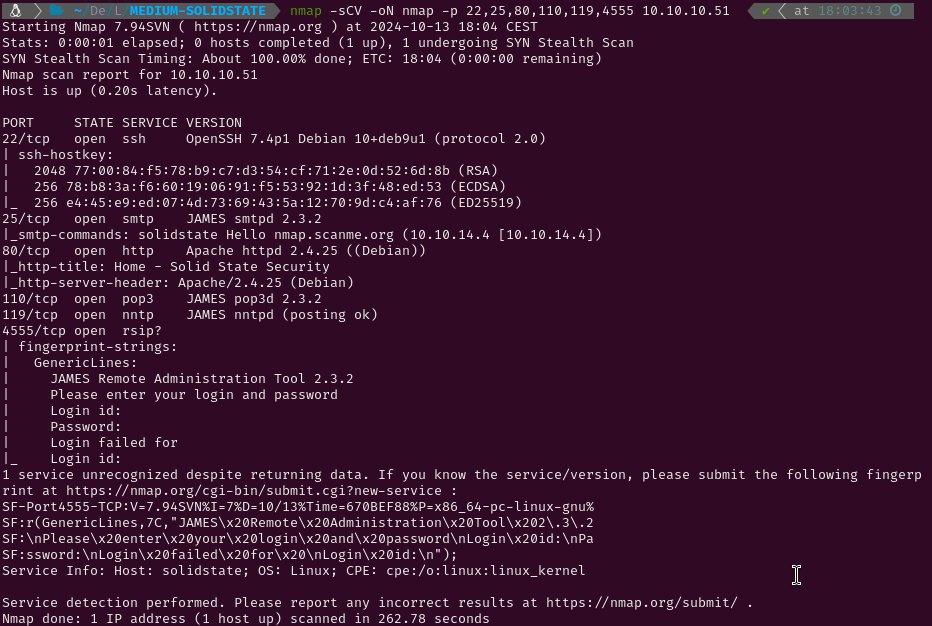 ~ / De / L / MEDIUM-SOLIDSTATE nmap -sCV -oN nmap -p 22,25,80,110,119,4555 10.10.10.51 ✔ at 18:03:43
Starting Nmap 7.94SVN ( https://nmap.org ) at 2024-10-13 18:04 CEST
Stats: 0:00:01 elapsed; 0 hosts completed (1 up), 1 undergoing SYN Stealth Scan
SYN Stealth Scan Timing: About 100.00% done; ETC: 18:04 (0:00:00 remaining)
Nmap scan report for 10.10.10.51
Host is up (0.20s latency).

PORT     STATE SERVICE VERSION
22/tcp   open  ssh     OpenSSH 7.4p1 Debian 10+deb9u1 (protocol 2.0)
| ssh-hostkey:
|   2048 77:00:84:f5:78:b9:c7:d3:54:cf:71:2e:0d:52:6d:8b (RSA)
|   256 78:b8:3a:f6:60:19:06:91:f5:53:92:1d:3f:48:ed:53 (ECDSA)
|_  256 e4:45:e9:ed:07:4d:73:69:43:5a:12:70:9d:c4:af:76 (ED25519)
25/tcp   open  smtp    JAMES smtpd 2.3.2
|_smtp-commands: solidstate Hello nmap.scanme.org (10.10.14.4 [10.10.14.4])
80/tcp   open  http    Apache httpd 2.4.25 ((Debian))
|_http-title: Home - Solid State Security
|_http-server-header: Apache/2.4.25 (Debian)
110/tcp  open  pop3    JAMES pop3d 2.3.2
119/tcp  open  nntp    JAMES nntpd (posting ok)
4555/tcp open  rsip?
| fingerprint-strings:
|   GenericLines:
|     JAMES Remote Administration Tool 2.3.2
|     Please enter your login and password
|     Login id:
|     Password:
|     Login failed for
|_    Login id:
1 service unrecognized despite returning data. If you know the service/version, please submit the following fingerp
rint at https://nmap.org/cgi-bin/submit.cgi?new-service :
SF-Port4555-TCP:V=7.94SVN%I=7%D=10/13%Time=670BEF88%P=x86_64-pc-linux-gnu%
SF:r(GenericLines,7C,"JAMES\x20Remote\x20Administration\x20Tool\x202\.3\.2
SF:\nPlease\x20enter\x20your\x20login\x20and\x20password\nLogin\x20id:\nPa
SF:ssword:\nLogin\x20failed\x20for\x20\nLogin\x20id:\n");
Service Info: Host: solidstate; OS: Linux; CPE: cpe:/o:linux:linux_kernel

Service detection performed. Please report any incorrect results at https://nmap.org/submit/ .
Nmap done: 1 IP address (1 host up) scanned in 262.78 seconds